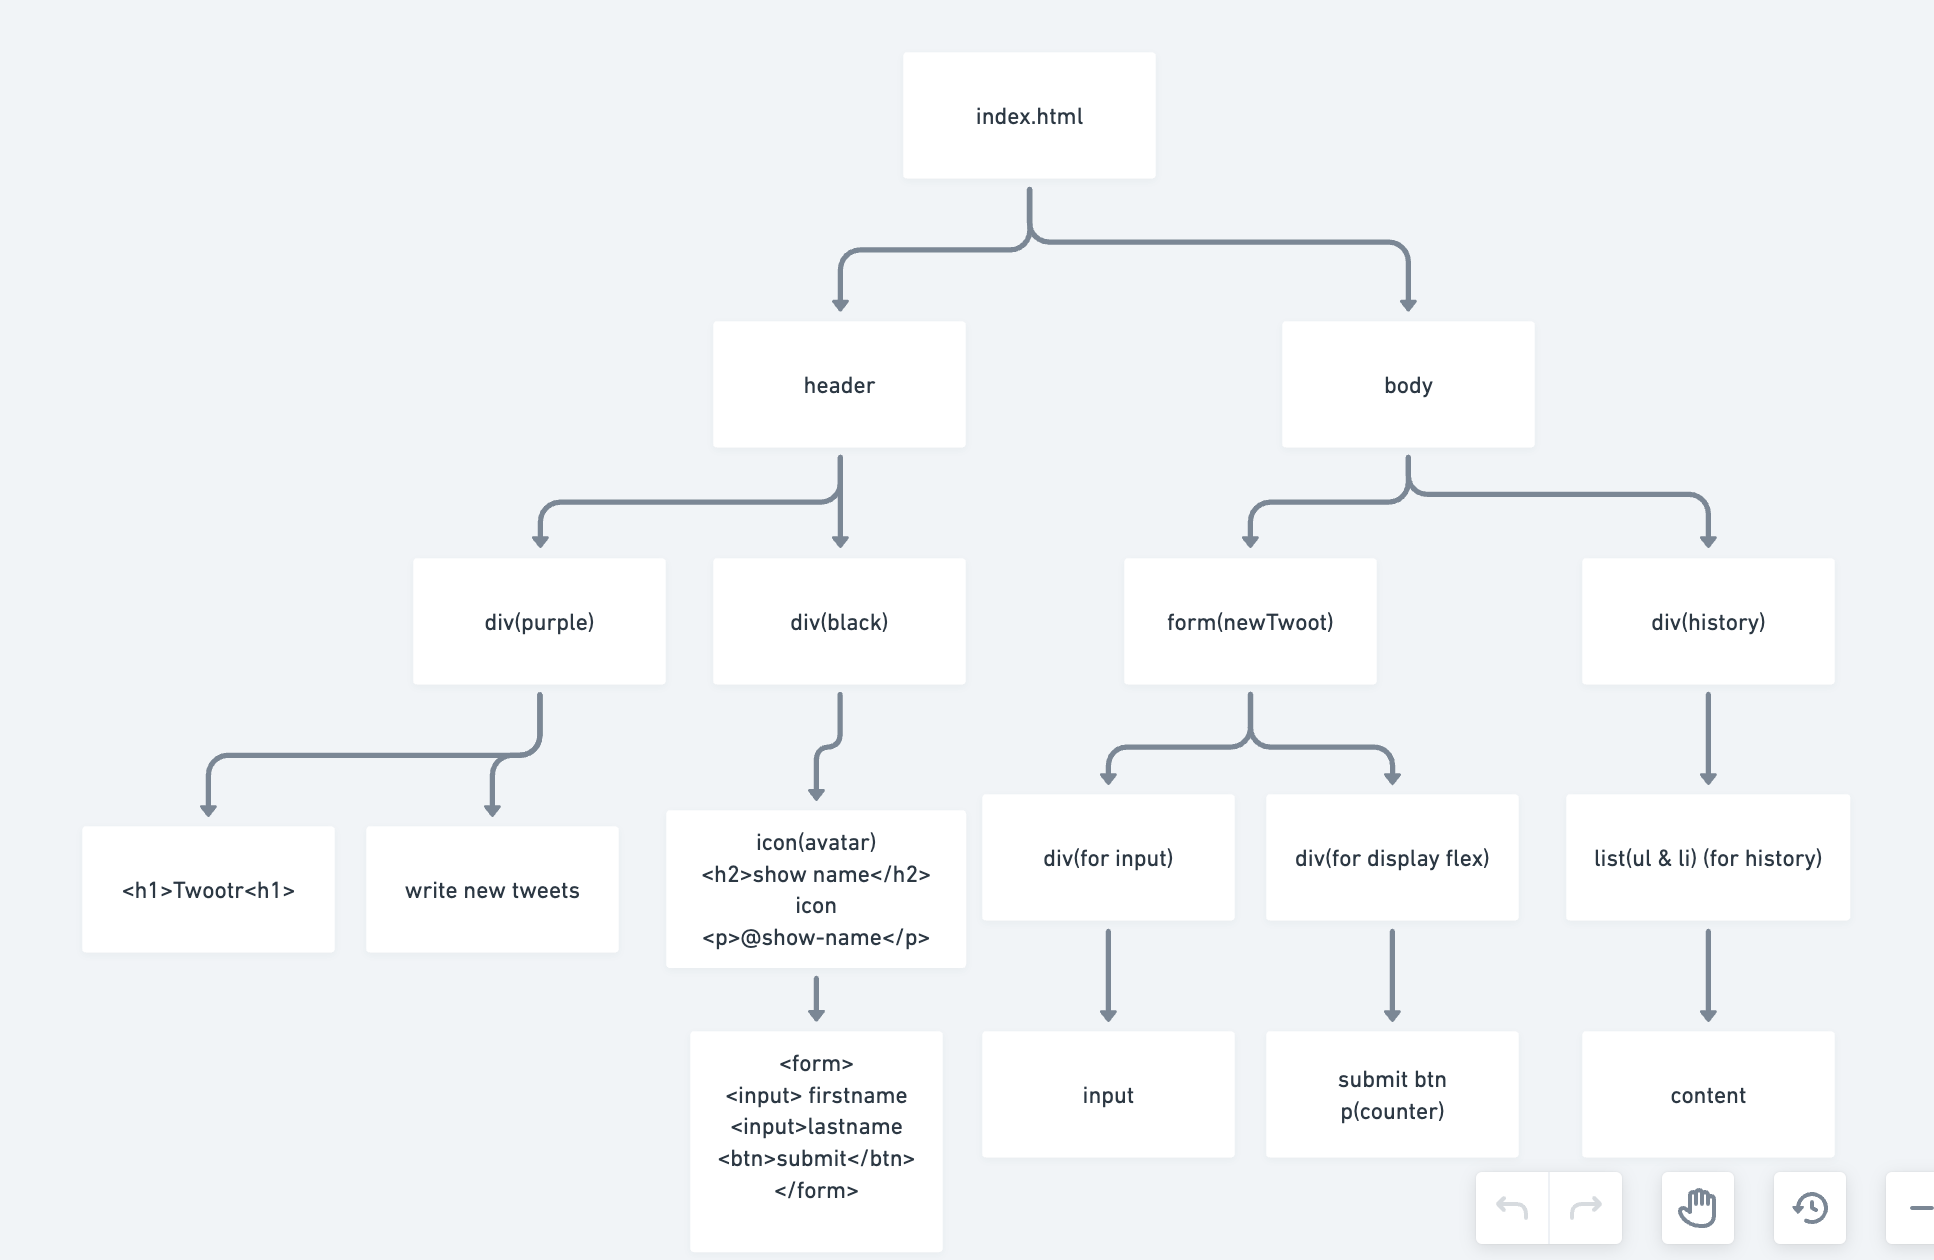 index.html
header
body
div(purple)
div(black)
form(newTwoot)
div(history)
<h1>Twootr<h1>
write new tweets
icon(avatar)
<h2>show name</h2>
icon
<p>@show-name</p>
div(for input)
div(for display flex)
list(ul & li) (for history)
<form>
<input> firstname
<input>lastname
<btn>submit</btn>
</form>
input
submit btn
p(counter)
content